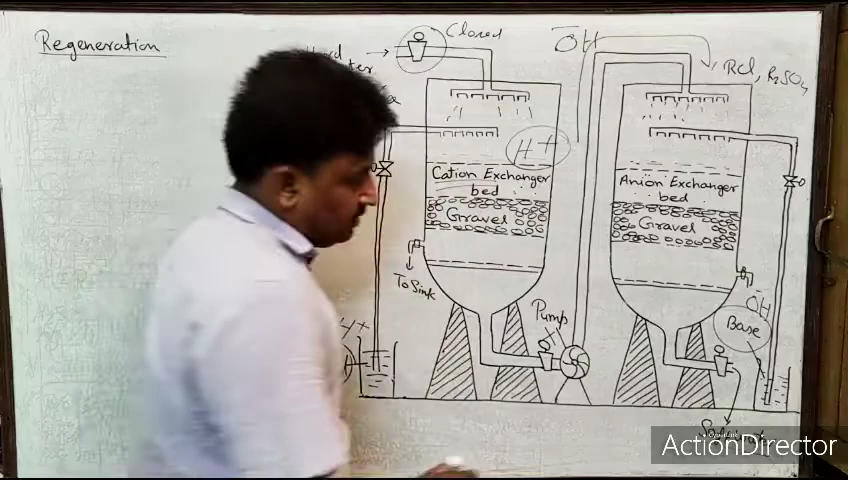 Regeneration
Closed
OH
RCl, R₂SO₄
H+
Cation Exchanger
bed
Gravel
Anion Exchanger
bed
Gravel
To Sink
Pump
H+
OH
Base
ActionDirector